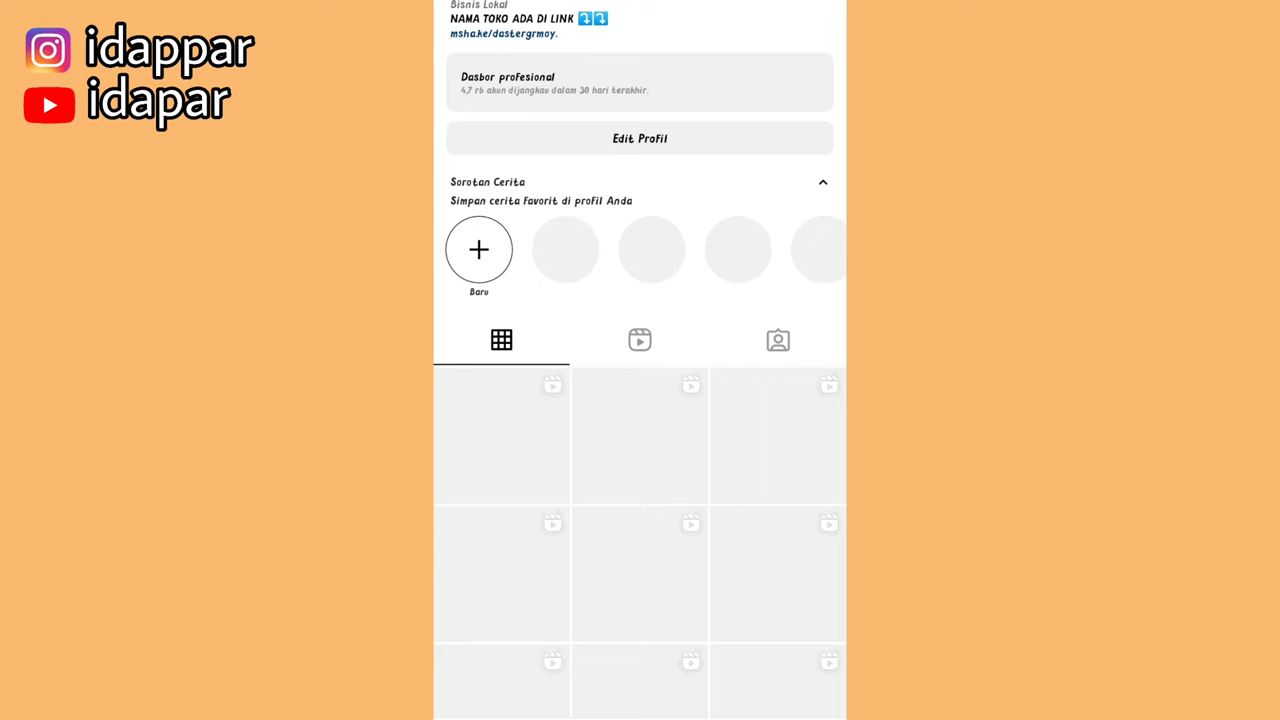 idappar
idapar
Bisnis Lokal
NAMA TOKO ADA DI LINK ⤵️⤵️
msha.ke/dastergrmoy.
Dasbor profesional
4,7 rb akun dijangkau dalam 30 hari terakhir.
Edit Profil
Sorotan Cerita
Simpan cerita favorit di profil Anda
Baru